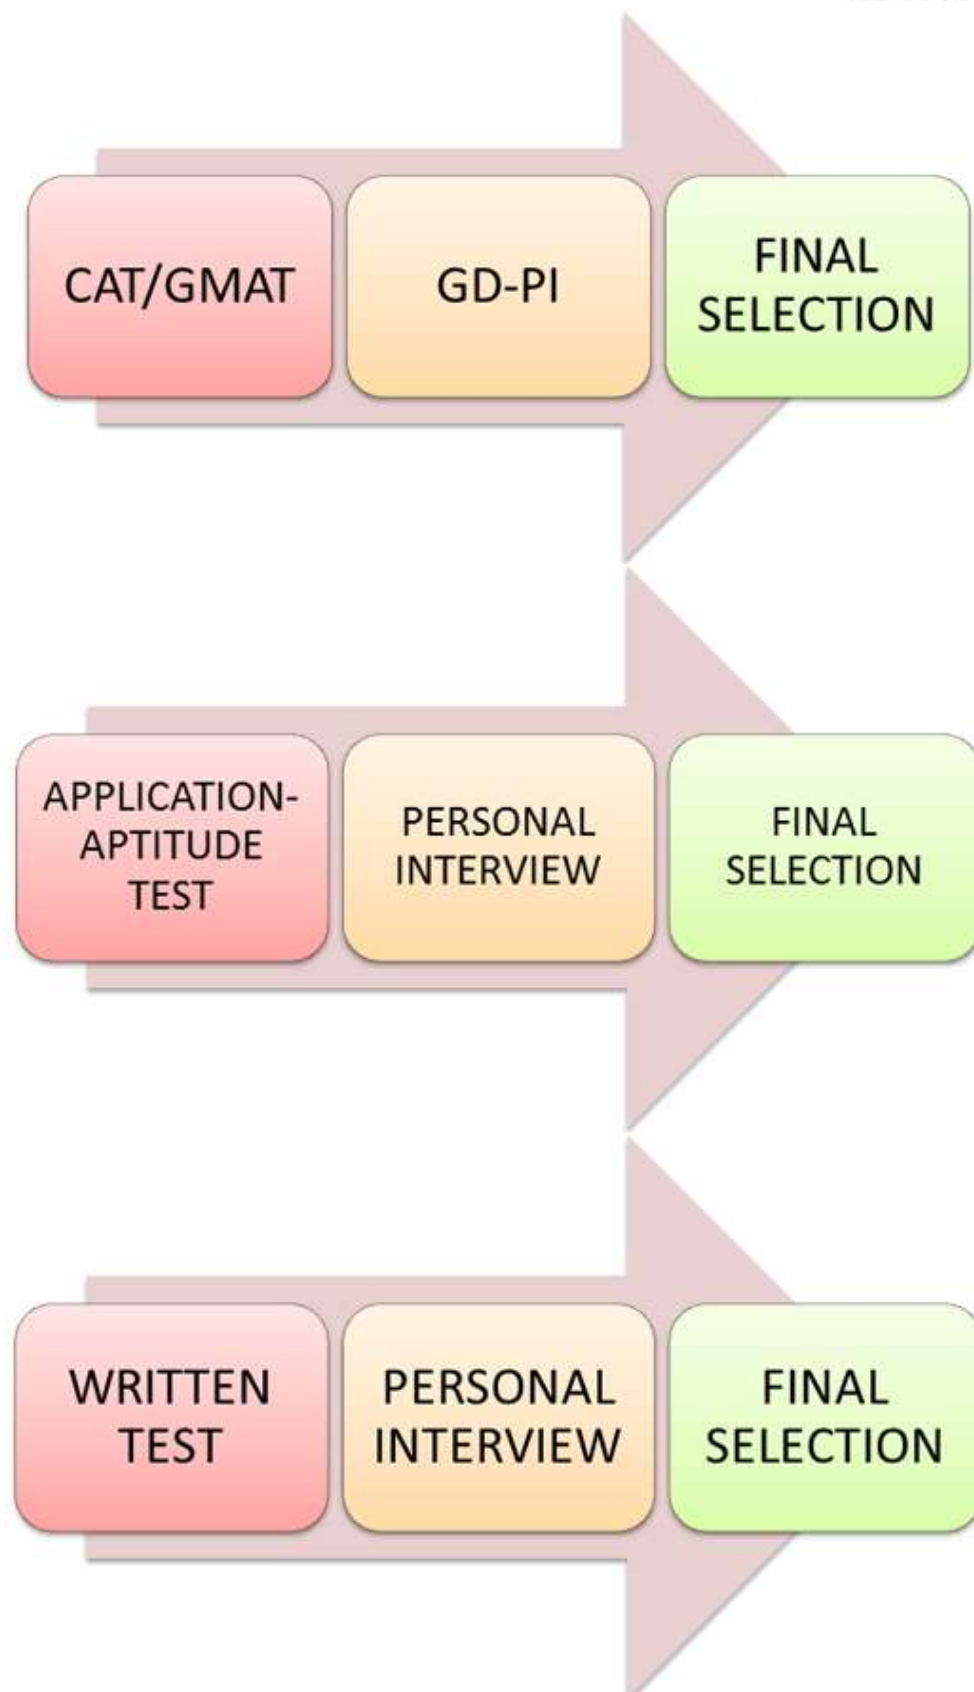 CAT/GMAT
GD-PI
FINAL
SELECTION
APPLICATION-
APTITUDE
TEST
PERSONAL
INTERVIEW
FINAL
SELECTION
WRITTEN
TEST
PERSONAL
INTERVIEW
FINAL
SELECTION